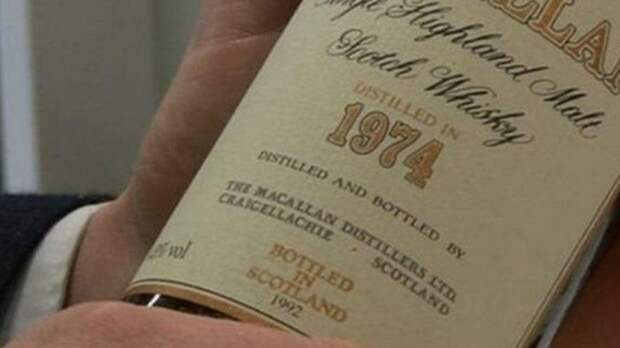 Single Highland Malt
Scotch Whisky
DISTILLED IN
1974
DISTILLED AND BOTTLED BY
THE MACALLAN DISTILLERS LTD.
CRAIGELLACHIE · SCOTLAND
BOTTLED
IN
SCOTLAND
1992
vol